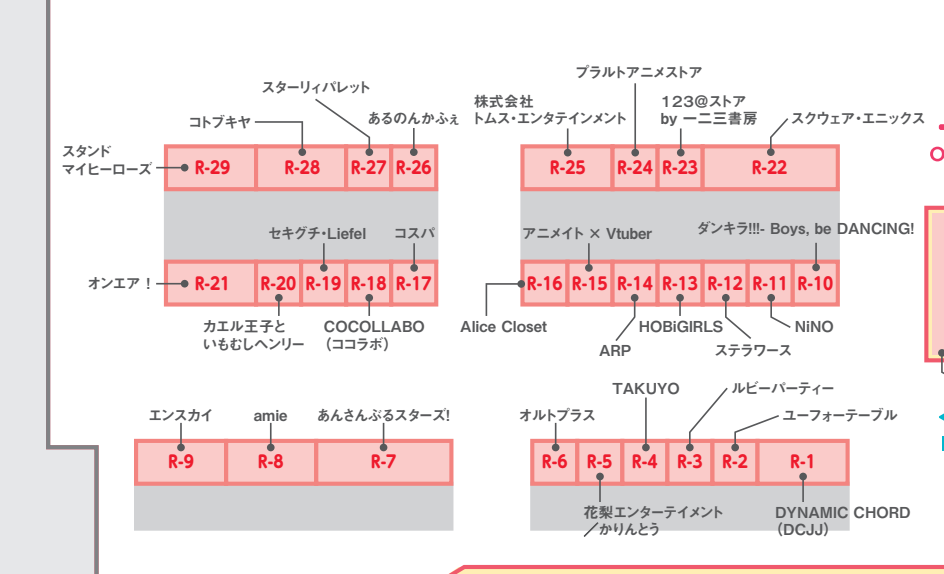 プラルトアニメストア
スターリィパレット
株式会社
トムス・エンタテインメント
123@ストア
by 一二三書房
コトブキヤ
あるのんかふぇ
スクウェア・エニックス
スタンド
マイヒーローズ
R-29
R-28
R-27
R-26
R-25
R-24
R-23
R-22
セキグチ・Liefel
コスパ
アニメイト × Vtuber
ダンキラ!!!- Boys, be DANCING!
オンエア！
R-21
R-20
R-19
R-18
R-17
R-16
R-15
R-14
R-13
R-12
R-11
R-10
カエル王子と
いもむしヘンリー
COCOLLABO
（ココラボ）
Alice Closet
ARP
HOBiGIRLS
ステラワース
NiNO
エンスカイ
amie
あんさんぶるスターズ!
オルトプラス
TAKUYO
ルビーパーティー
ユーフォーテーブル
R-9
R-8
R-7
R-6
R-5
R-4
R-3
R-2
R-1
花梨エンターテイメント
／かりんとう
DYNAMIC CHORD
（DCJJ）